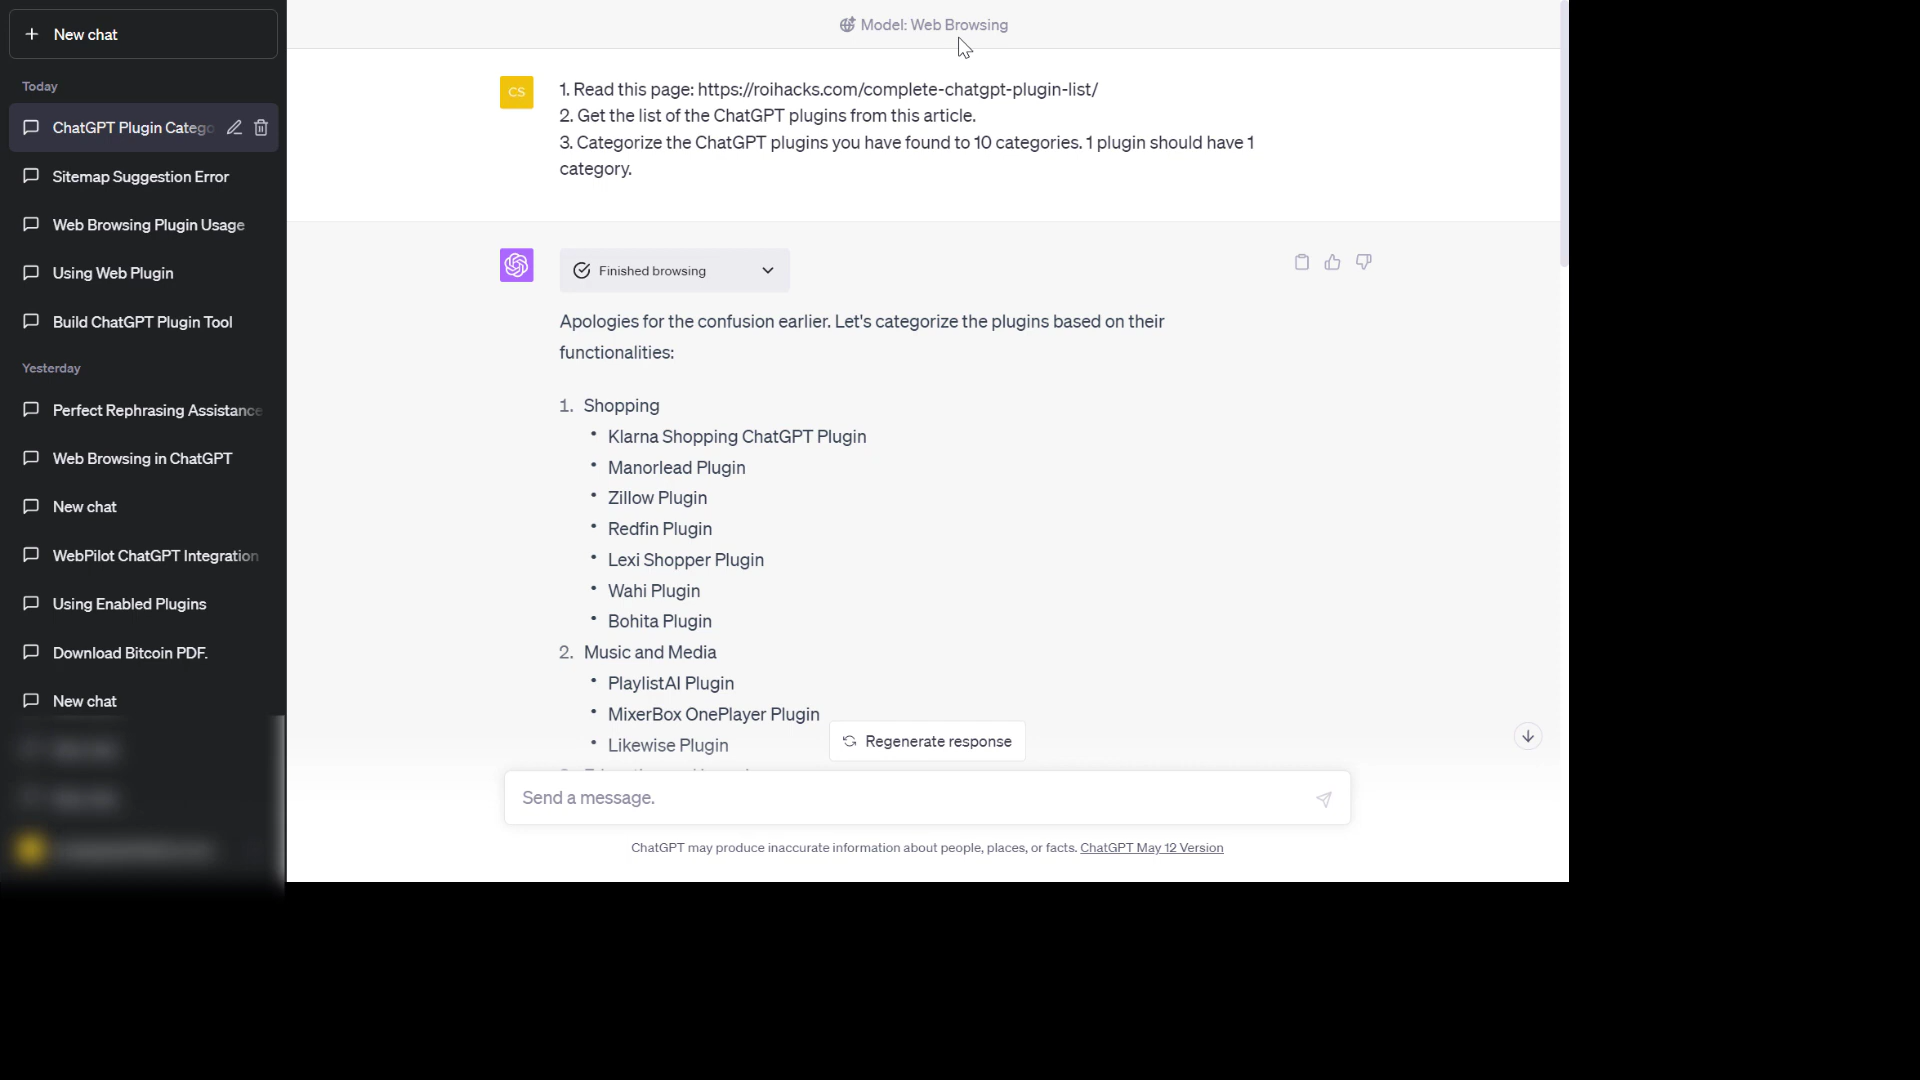 New chat
Today
ChatGPT Plugin Catego
Sitemap Suggestion Error
Web Browsing Plugin Usage
Using Web Plugin
Build ChatGPT Plugin Tool
Yesterday
Perfect Rephrasing Assistance
Web Browsing in ChatGPT
New chat
WebPilot ChatGPT Integration
Using Enabled Plugins
Download Bitcoin PDF.
New chat
Model: Web Browsing
CS
1. Read this page: https://roihacks.com/complete-chatgpt-plugin-list/
2. Get the list of the ChatGPT plugins from this article.
3. Categorize the ChatGPT plugins you have found to 10 categories. 1 plugin should have 1
category.
Finished browsing
Apologies for the confusion earlier. Let's categorize the plugins based on their
functionalities:
1. Shopping
• Klarna Shopping ChatGPT Plugin
• Manorlead Plugin
• Zillow Plugin
• Redfin Plugin
• Lexi Shopper Plugin
• Wahi Plugin
• Bohita Plugin
2. Music and Media
• PlaylistAI Plugin
• MixerBox OnePlayer Plugin
• Likewise Plugin
Regenerate response
Send a message.
ChatGPT may produce inaccurate information about people, places, or facts. ChatGPT May 12 Version